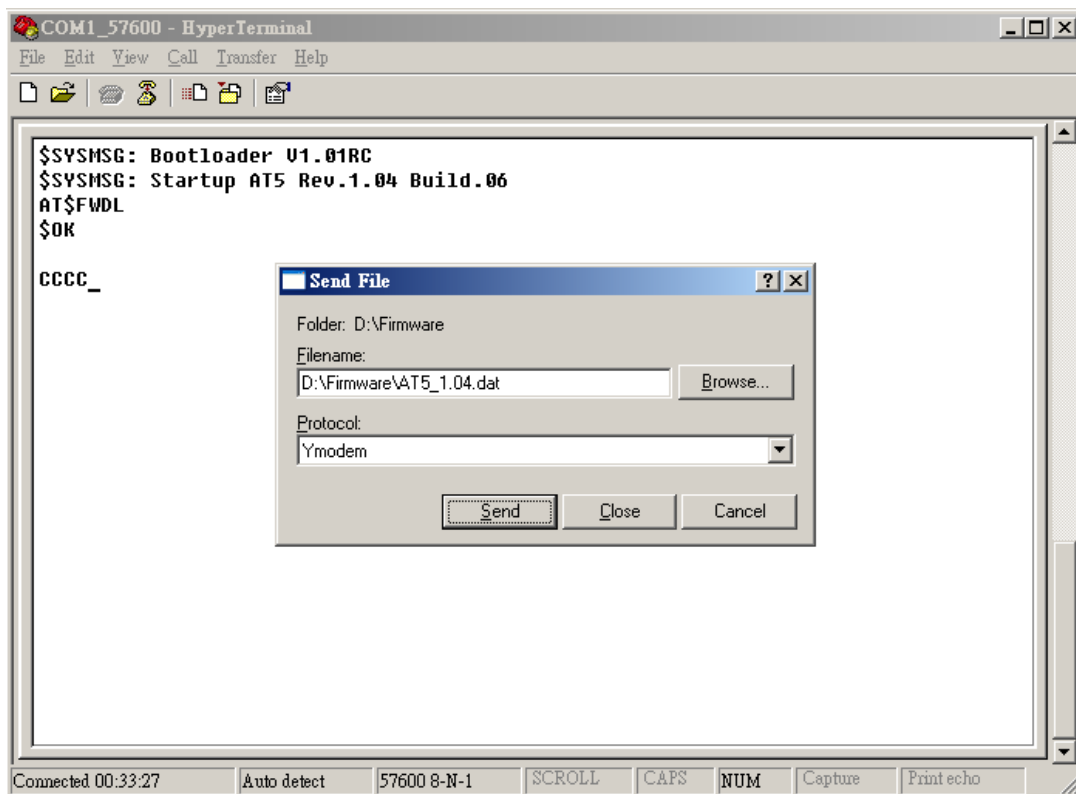 COM1_57600 - HyperTerminal
File Edit View Call Transfer Help
$SYSMSG: Bootloader V1.01RC
$SYSMSG: Startup AT5 Rev.1.04 Build.06
AT$FWDL
$OK
CCCC_
Send File
Folder: D:\Firmware
Filename:
D:\Firmware\AT5_1.04.dat
Browse...
Protocol:
Ymodem
Send Close Cancel
Connected 00:33:27 Auto detect 57600 8-N-1 SCROLL CAPS NUM Capture Print echo